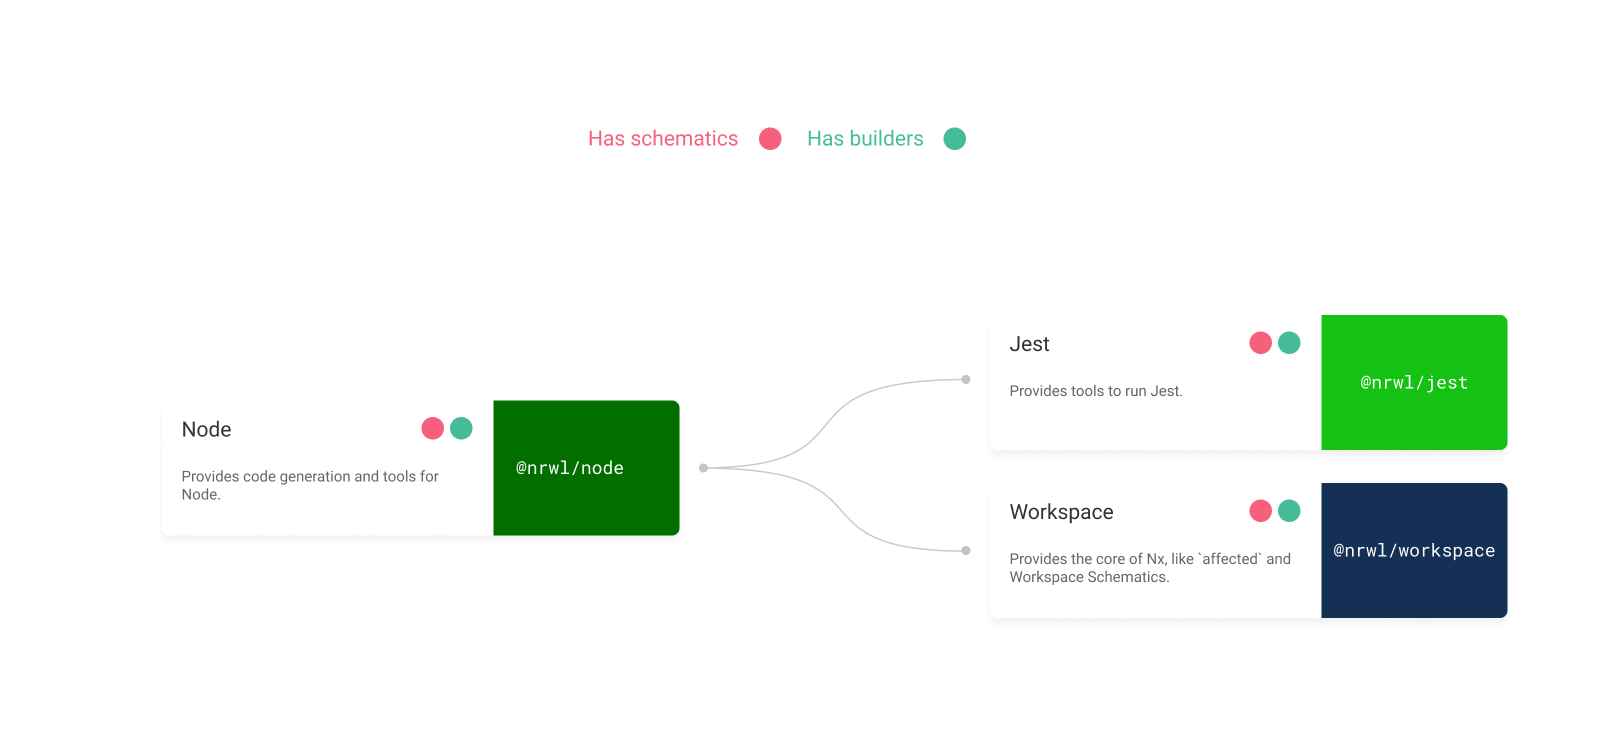 Has schematics
Has builders
Node
Provides code generation and tools for
Node.
@nrwl/node
Jest
Provides tools to run Jest.
@nrwl/jest
Workspace
Provides the core of Nx, like `affected` and
Workspace Schematics.
@nrwl/workspace